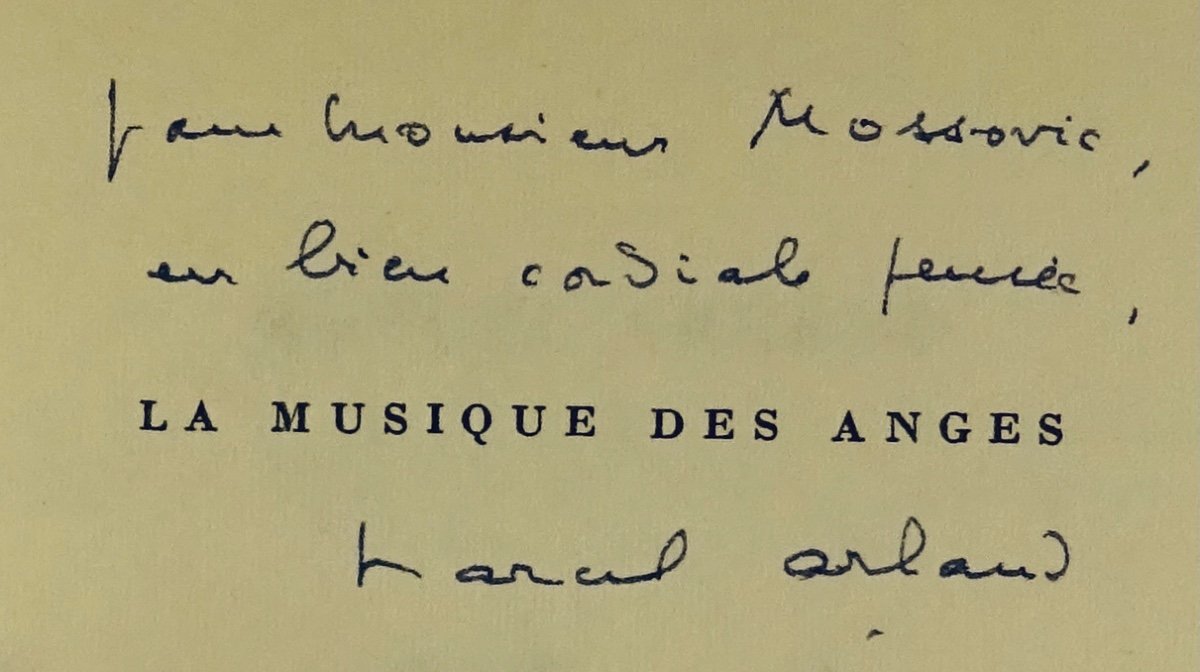 pour Monsieur Mossovic,
en bien cordiale pensée,
LA MUSIQUE DES ANGES
Marcel Arland